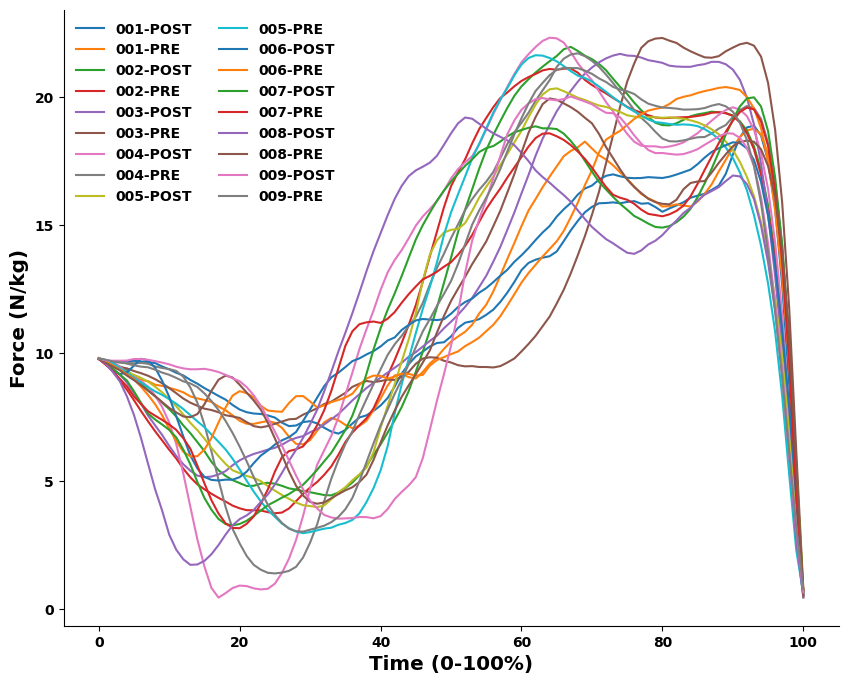 001-POST
001-PRE
002-POST
002-PRE
003-POST
003-PRE
004-POST
004-PRE
005-POST
005-PRE
006-POST
006-PRE
007-POST
007-PRE
008-POST
008-PRE
009-POST
009-PRE
Force (N/kg)
20
15
10
5
0
0 20 40 60 80 100
Time (0-100%)